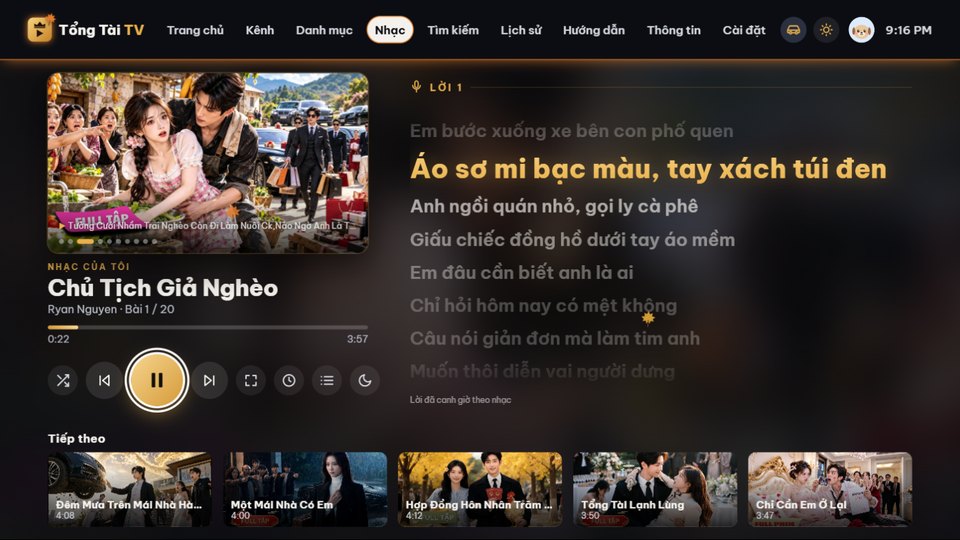 Tổng Tài TV
Trang chủ
Kênh
Danh mục
Nhạc
Tìm kiếm
Lịch sử
Hướng dẫn
Thông tin
Cài đặt
9:16 PM
FULL TẬP
Tưởng Cưới Nhầm Trai Nghèo Còn Đi Làm Nuôi Ck,Nào Ngờ Anh Là T...
NHẠC CỦA TÔI
Chủ Tịch Giả Nghèo
Ryan Nguyen · Bài 1 / 20
0:22
3:57
LỜI 1
Em bước xuống xe bên con phố quen
Áo sơ mi bạc màu, tay xách túi đen
Anh ngồi quán nhỏ, gọi ly cà phê
Giấu chiếc đồng hồ dưới tay áo mềm
Em đâu cần biết anh là ai
Chỉ hỏi hôm nay có mệt không
Câu nói giản đơn mà làm tim anh
Muốn thôi diễn vai người dưng
Lời đã canh giờ theo nhạc
Tiếp theo
Đêm Mưa Trên Mái Nhà Hà...
4:08
Một Mái Nhà Có Em
4:00
FULL TẬP
Hợp Đồng Hôn Nhân Trăm ...
4:12
FULL TẬP
Tổng Tài Lạnh Lùng
3:50
FULL TẬP
Chỉ Cần Em Ở Lại
3:47